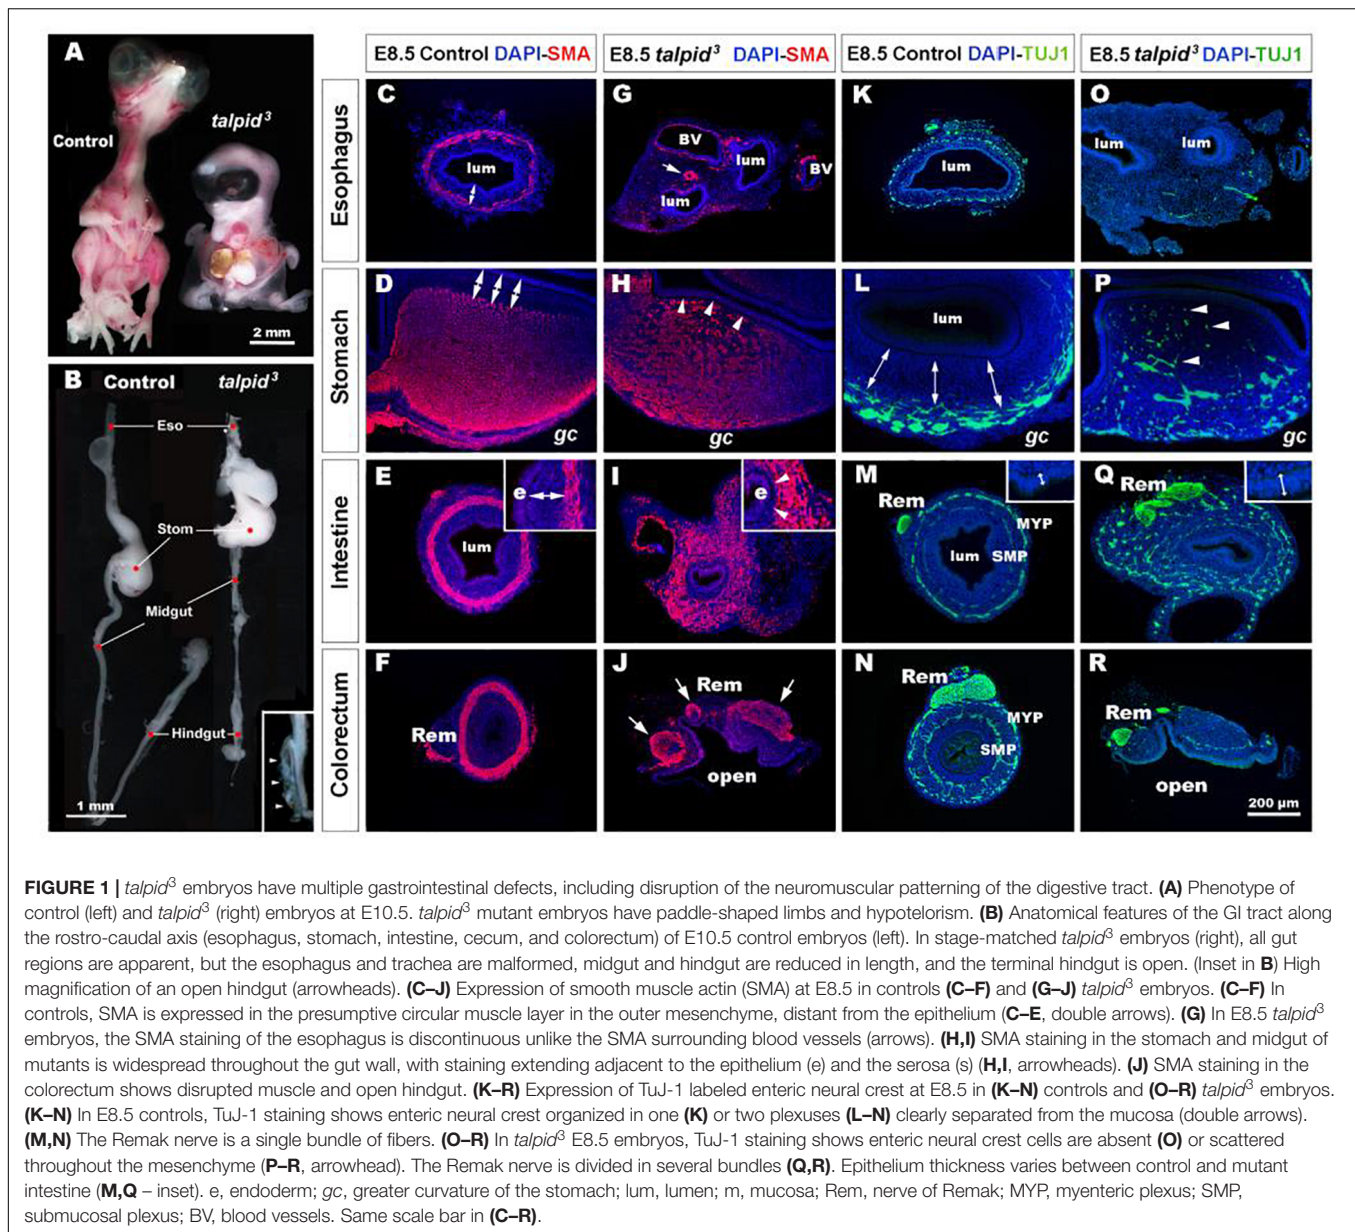 E8.5 Control DAPI-SMA
E8.5 talpid³ DAPI-SMA
E8.5 Control DAPI-TUJ1
E8.5 talpid³ DAPI-TUJ1
A
Control
talpid³
2 mm
B
Control
talpid³
Eso
Stom
Midgut
Hindgut
1 mm
Esophagus
C
lum
G
BV
lum
BV
lum
K
lum
O
lum
lum
Stomach
D
gc
H
gc
L
lum
gc
P
gc
Intestine
E
e
lum
I
e
M
Rem
MYP
lum
SMP
Q
Rem
Colorectum
F
Rem
J
Rem
open
N
Rem
MYP
SMP
R
Rem
open
200 µm
FIGURE 1 | talpid³ embryos have multiple gastrointestinal defects, including disruption of the neuromuscular patterning of the digestive tract. (A) Phenotype of
control (left) and talpid³ (right) embryos at E10.5. talpid³ mutant embryos have paddle-shaped limbs and hypotelorism. (B) Anatomical features of the GI tract along
the rostro-caudal axis (esophagus, stomach, intestine, cecum, and colorectum) of E10.5 control embryos (left). In stage-matched talpid³ embryos (right), all gut
regions are apparent, but the esophagus and trachea are malformed, midgut and hindgut are reduced in length, and the terminal hindgut is open. (Inset in B) High
magnification of an open hindgut (arrowheads). (C–J) Expression of smooth muscle actin (SMA) at E8.5 in controls (C–F) and (G–J) talpid³ embryos. (C–F) In
controls, SMA is expressed in the presumptive circular muscle layer in the outer mesenchyme, distant from the epithelium (C–E, double arrows). (G) In E8.5 talpid³
embryos, the SMA staining of the esophagus is discontinuous unlike the SMA surrounding blood vessels (arrows). (H,I) SMA staining in the stomach and midgut of
mutants is widespread throughout the gut wall, with staining extending adjacent to the epithelium (e) and the serosa (s) (H,I, arrowheads). (J) SMA staining in the
colorectum shows disrupted muscle and open hindgut. (K–R) Expression of TuJ-1 labeled enteric neural crest at E8.5 in (K–N) controls and (O–R) talpid³ embryos.
(K–N) In E8.5 controls, TuJ-1 staining shows enteric neural crest organized in one (K) or two plexuses (L–N) clearly separated from the mucosa (double arrows).
(M,N) The Remak nerve is a single bundle of fibers. (O–R) In talpid³ E8.5 embryos, TuJ-1 staining shows enteric neural crest cells are absent (O) or scattered
throughout the mesenchyme (P–R, arrowhead). The Remak nerve is divided in several bundles (Q,R). Epithelium thickness varies between control and mutant
intestine (M,Q – inset). e, endoderm; gc, greater curvature of the stomach; lum, lumen; m, mucosa; Rem, nerve of Remak; MYP, myenteric plexus; SMP,
submucosal plexus; BV, blood vessels. Same scale bar in (C–R).